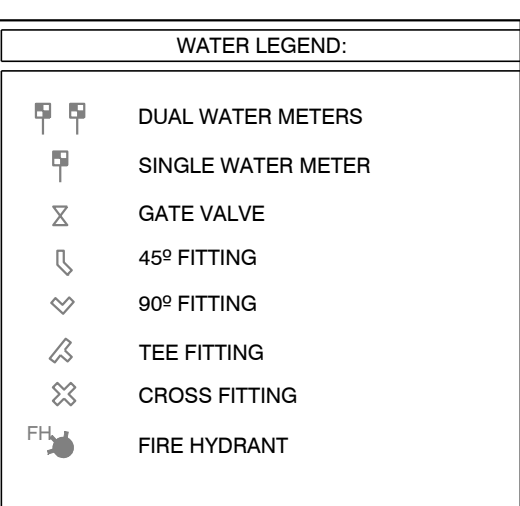 WATER LEGEND:
DUAL WATER METERS
SINGLE WATER METER
GATE VALVE
45º FITTING
90º FITTING
TEE FITTING
CROSS FITTING
FH FIRE HYDRANT